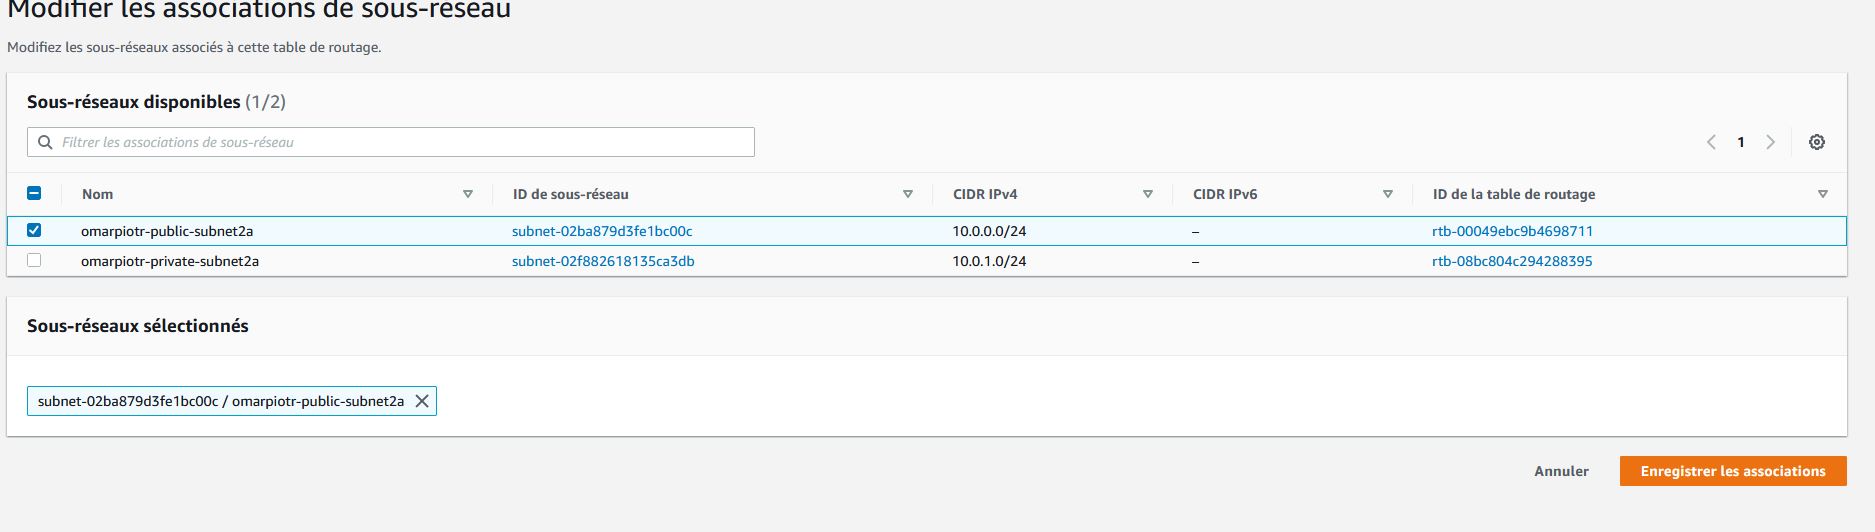 Modifier les associations de sous-réseau
Modifiez les sous-réseaux associés à cette table de routage.
Sous-réseaux disponibles (1/2)
Filtrer les associations de sous-réseau
1
Nom ID de sous-réseau CIDR IPv4 CIDR IPv6 ID de la table de routage
omarpiotr-public-subnet2a subnet-02ba879d3fe1bc00c 10.0.0.0/24 – rtb-00049ebc9b4698711
omarpiotr-private-subnet2a subnet-02f882618135ca3db 10.0.1.0/24 – rtb-08bc804c294288395
Sous-réseaux sélectionnés
subnet-02ba879d3fe1bc00c / omarpiotr-public-subnet2a
Annuler Enregistrer les associations